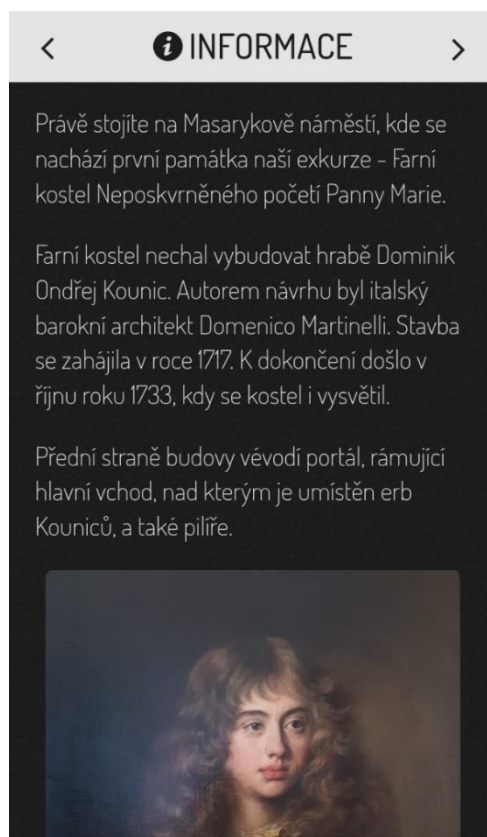 INFORMACE
Právě stojíte na Masarykově náměstí, kde se
nachází první památka naší exkurze - Farní
kostel Neposkvrněného početí Panny Marie.
Farní kostel nechal vybudovat hrabě Dominik
Ondřej Kounic. Autorem návrhu byl italský
barokní architekt Domenico Martinelli. Stavba
se zahájila v roce 1717. K dokončení došlo v
říjnu roku 1733, kdy se kostel i vysvětil.
Přední straně budovy vévodí portál, rámující
hlavní vchod, nad kterým je umístěn erb
Kouniců, a také pilíře.